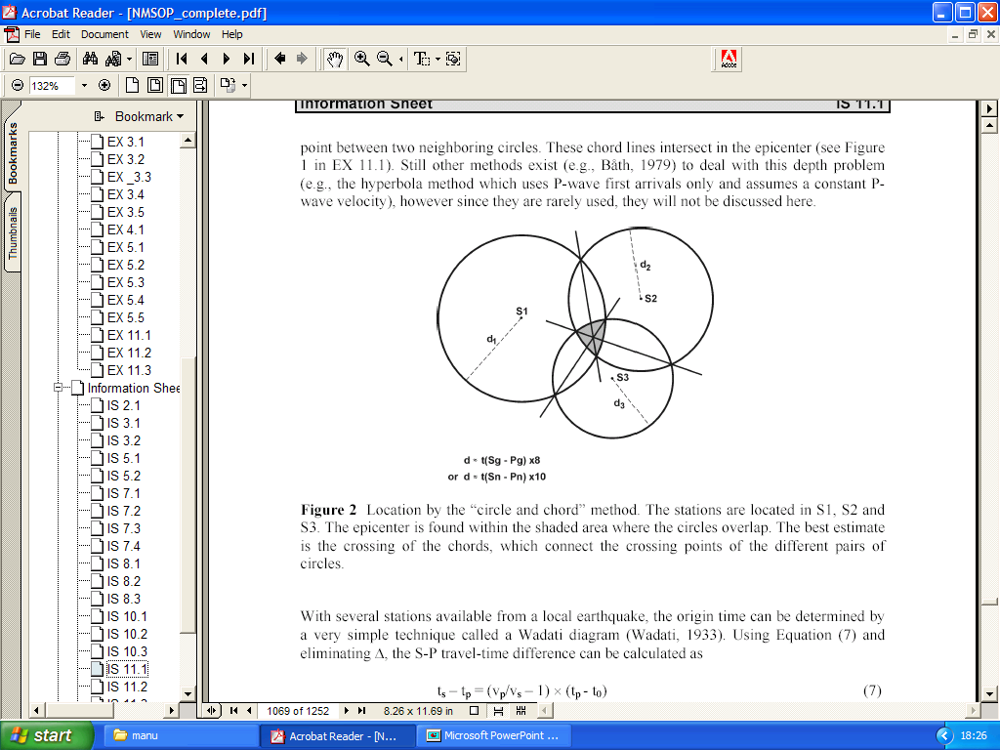 Acrobat Reader - [NMSOP_complete.pdf]
File Edit Document View Window Help
Adobe
132%
Bookmarks
Thumbnails
Bookmark
EX 3.1
EX 3.2
EX _3.3
EX 3.4
EX 3.5
EX 4.1
EX 5.1
EX 5.2
EX 5.3
EX 5.4
EX 5.5
EX 11.1
EX 11.2
EX 11.3
Information Shee
IS 2.1
IS 3.1
IS 3.2
IS 5.1
IS 5.2
IS 7.1
IS 7.2
IS 7.3
IS 7.4
IS 8.1
IS 8.2
IS 8.3
IS 10.1
IS 10.2
IS 10.3
IS 11.1
IS 11.2
Information Sheet IS 11.1
point between two neighboring circles. These chord lines intersect in the epicenter (see Figure
1 in EX 11.1). Still other methods exist (e.g., Båth, 1979) to deal with this depth problem
(e.g., the hyperbola method which uses P-wave first arrivals only and assumes a constant P-
wave velocity), however since they are rarely used, they will not be discussed here.
S1
d1
d2
S2
S3
d3
d ≈ t(Sg - Pg) x8
or d ≈ t(Sn - Pn) x10
Figure 2 Location by the “circle and chord” method. The stations are located in S1, S2 and
S3. The epicenter is found within the shaded area where the circles overlap. The best estimate
is the crossing of the chords, which connect the crossing points of the different pairs of
circles.
With several stations available from a local earthquake, the origin time can be determined by
a very simple technique called a Wadati diagram (Wadati, 1933). Using Equation (7) and
eliminating Δ, the S-P travel-time difference can be calculated as
ts – tp = (vp/vs – 1) × (tp - t0) (7)
1069 of 1252 8.26 x 11.69 in
start manu Acrobat Reader - [N... Microsoft PowerPoint ... 18:26